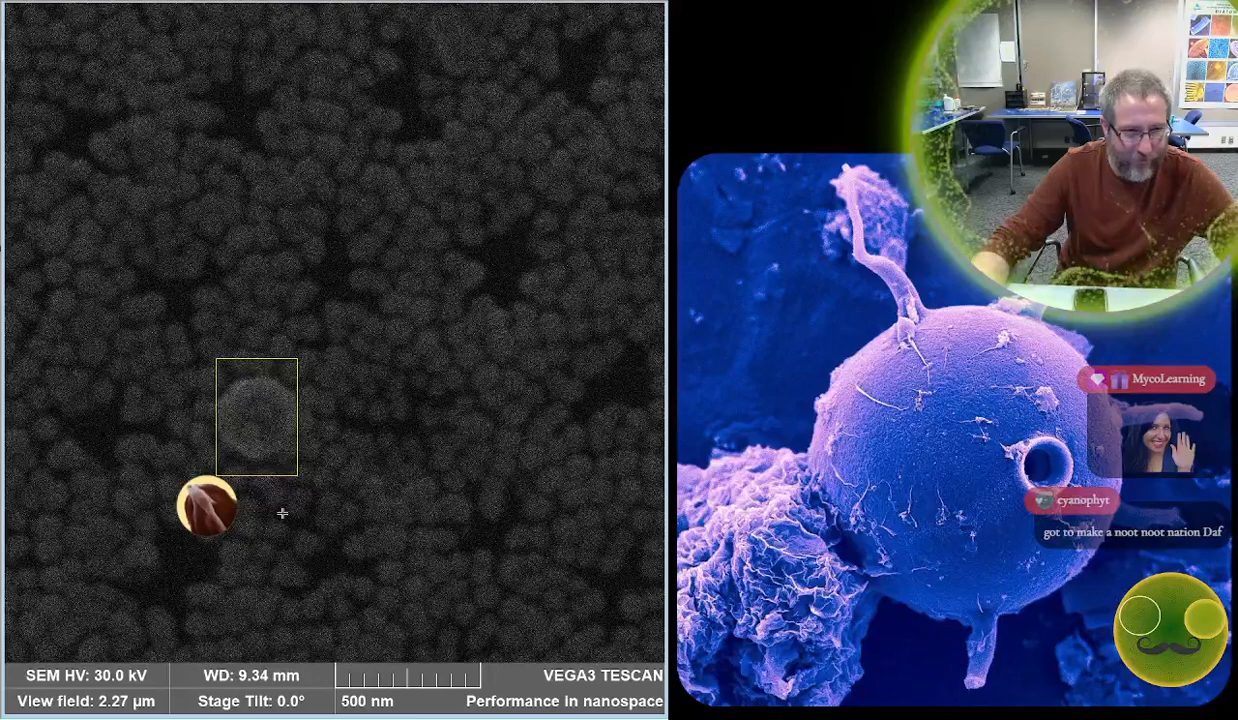 SEM HV: 30.0 kV
WD: 9.34 mm
VEGA3 TESCAN
View field: 2.27 µm
Stage Tilt: 0.0°
500 nm
Performance in nanospace
MycoLearning
cyanophyt
got to make a noot noot nation Daf